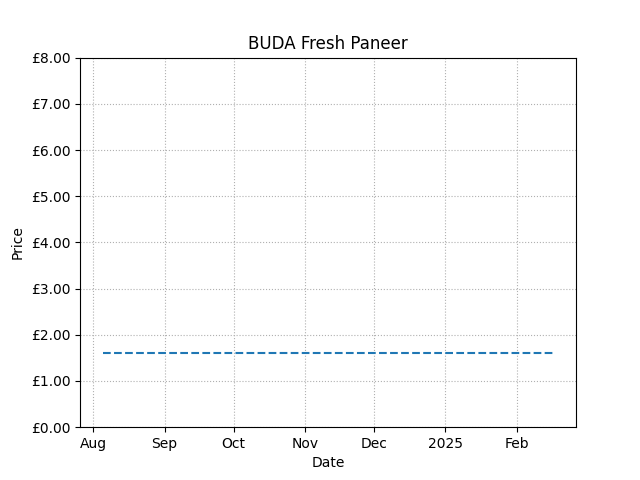 BUDA Fresh Paneer
£8.00
£7.00
£6.00
£5.00
£4.00
£3.00
£2.00
£1.00
£0.00
Price
Aug Sep Oct Nov Dec 2025 Feb
Date